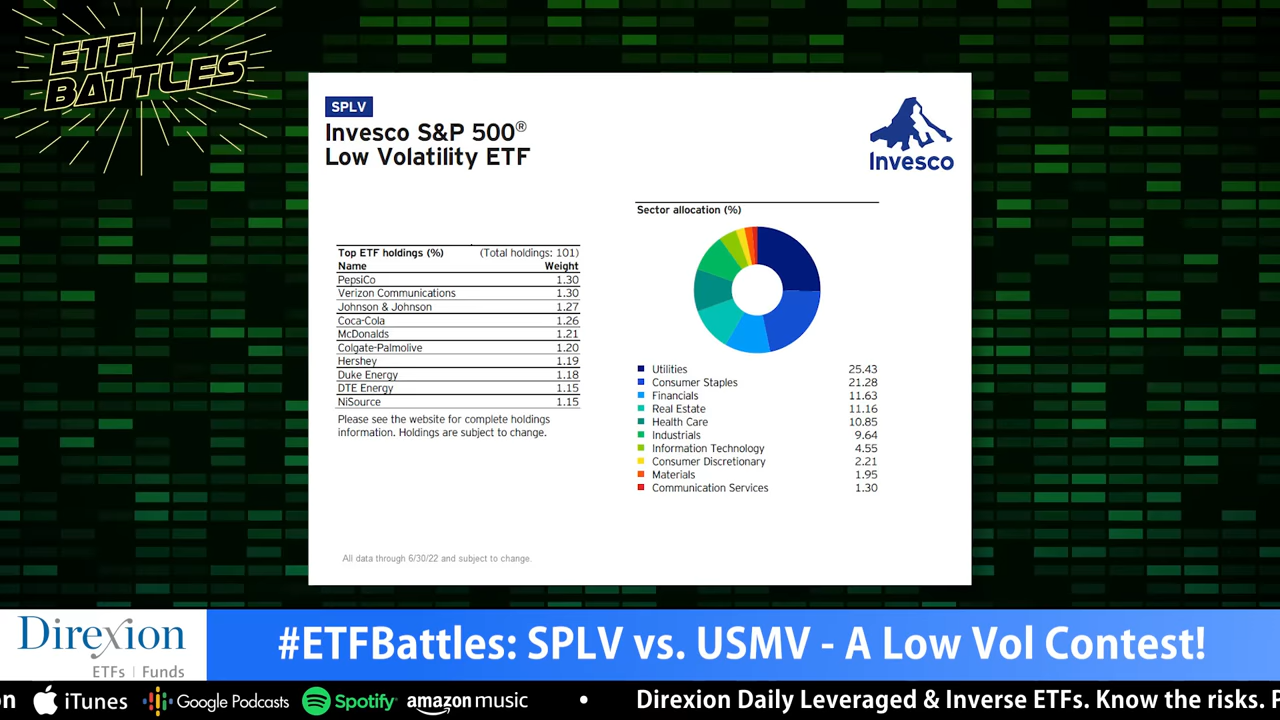 ETF
BATTLES
SPLV
Invesco S&P 500®
Low Volatility ETF
Invesco
Top ETF holdings (%) (Total holdings: 101)
Name Weight
PepsiCo 1.30
Verizon Communications 1.30
Johnson & Johnson 1.27
Coca-Cola 1.26
McDonalds 1.21
Colgate-Palmolive 1.20
Hershey 1.19
Duke Energy 1.18
DTE Energy 1.15
NiSource 1.15
Please see the website for complete holdings
information. Holdings are subject to change.
Sector allocation (%)
Utilities 25.43
Consumer Staples 21.28
Financials 11.63
Real Estate 11.16
Health Care 10.85
Industrials 9.64
Information Technology 4.55
Consumer Discretionary 2.21
Materials 1.95
Communication Services 1.30
All data through 6/30/22 and subject to change.
Direxion
ETFs | Funds
#ETFBattles: SPLV vs. USMV - A Low Vol Contest!
on iTunes Google Podcasts Spotify amazon music • Direxion Daily Leveraged & Inverse ETFs. Know the risks. P